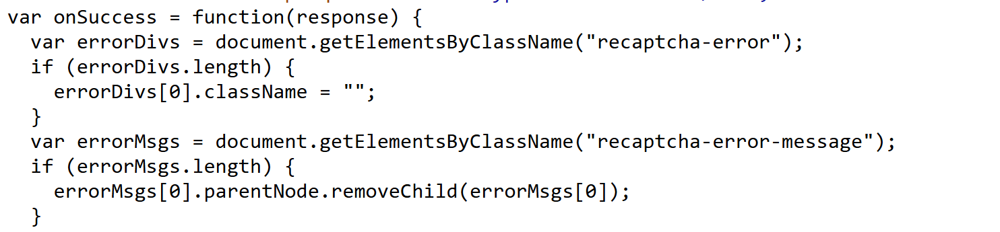 var onSuccess = function(response) {
  var errorDivs = document.getElementsByClassName("recaptcha-error");
  if (errorDivs.length) {
    errorDivs[0].className = "";
  }
  var errorMsgs = document.getElementsByClassName("recaptcha-error-message");
  if (errorMsgs.length) {
    errorMsgs[0].parentNode.removeChild(errorMsgs[0]);
  }